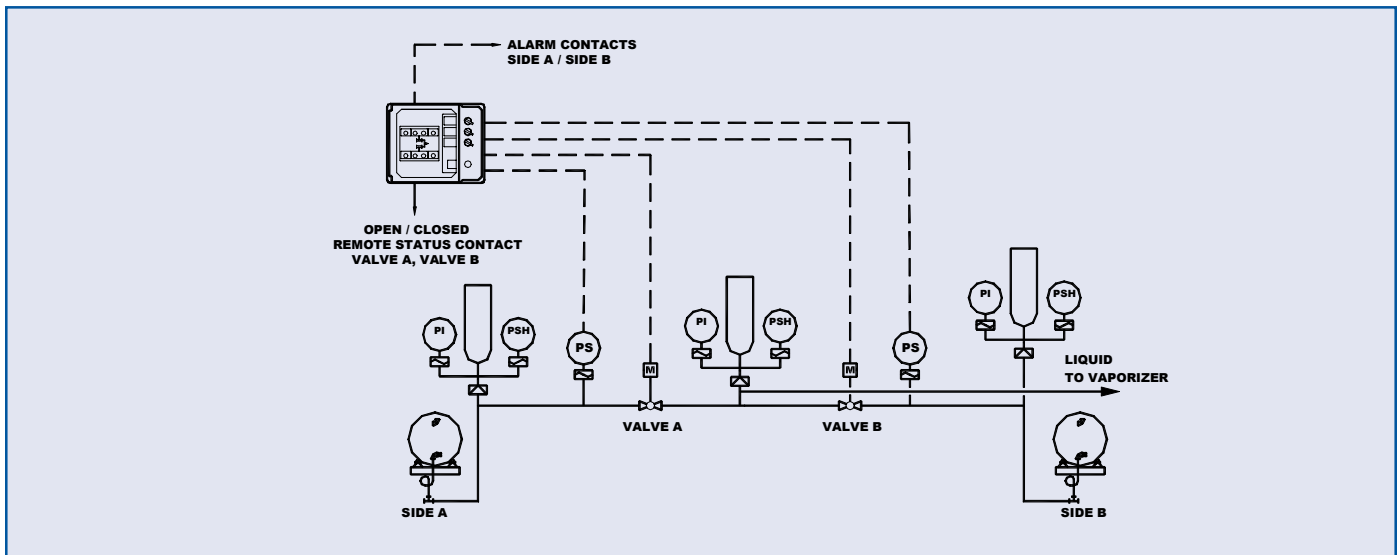 ALARM CONTACTS
SIDE A / SIDE B
OPEN / CLOSED
REMOTE STATUS CONTACT
VALVE A, VALVE B
PI
PSH
PS
M
PI
PSH
M
PS
PI
PSH
LIQUID
TO VAPORIZER
VALVE A
VALVE B
SIDE A
SIDE B